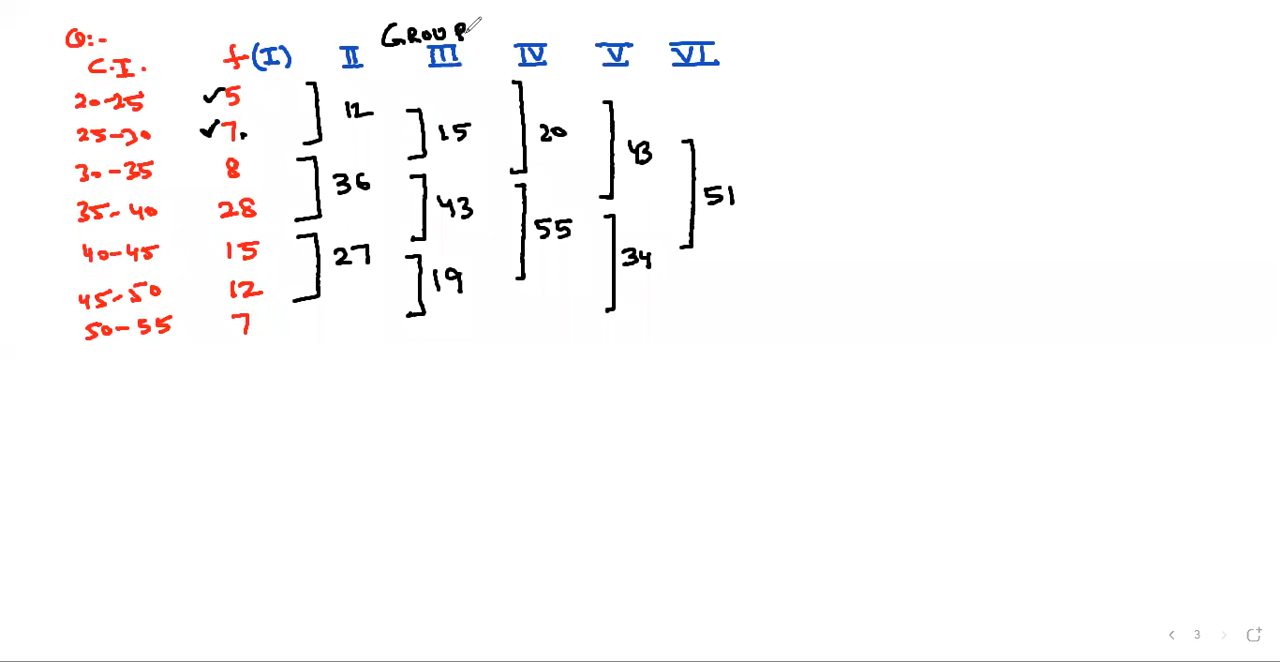 GROUP
Q:-
C.I. f (I) II III IV V VI
20-25 5 12
25-30 7 15 20
30-35 8 36 43
35-40 28 43 55 51
40-45 15 27 34
45-50 12 19
50-55 7
3